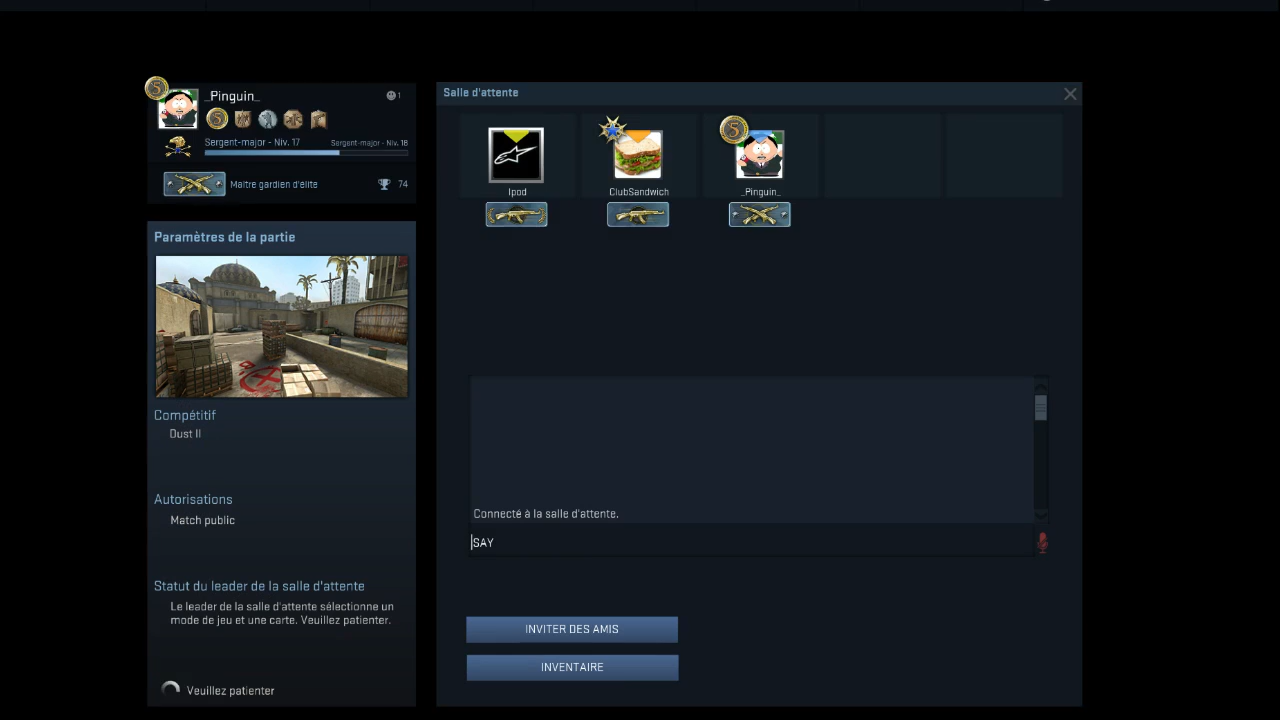 _Pinguin_
1
5
5
Sergent-major - Niv. 17
Sergent-major - Niv. 18
Maître gardien d'élite
74
Paramètres de la partie
Compétitif
Dust II
Autorisations
Match public
Statut du leader de la salle d'attente
Le leader de la salle d'attente sélectionne un
mode de jeu et une carte. Veuillez patienter.
Veuillez patienter
Salle d'attente
5
Ipod
ClubSandwich
_Pinguin_
Connecté à la salle d'attente.
SAY
INVITER DES AMIS
INVENTAIRE